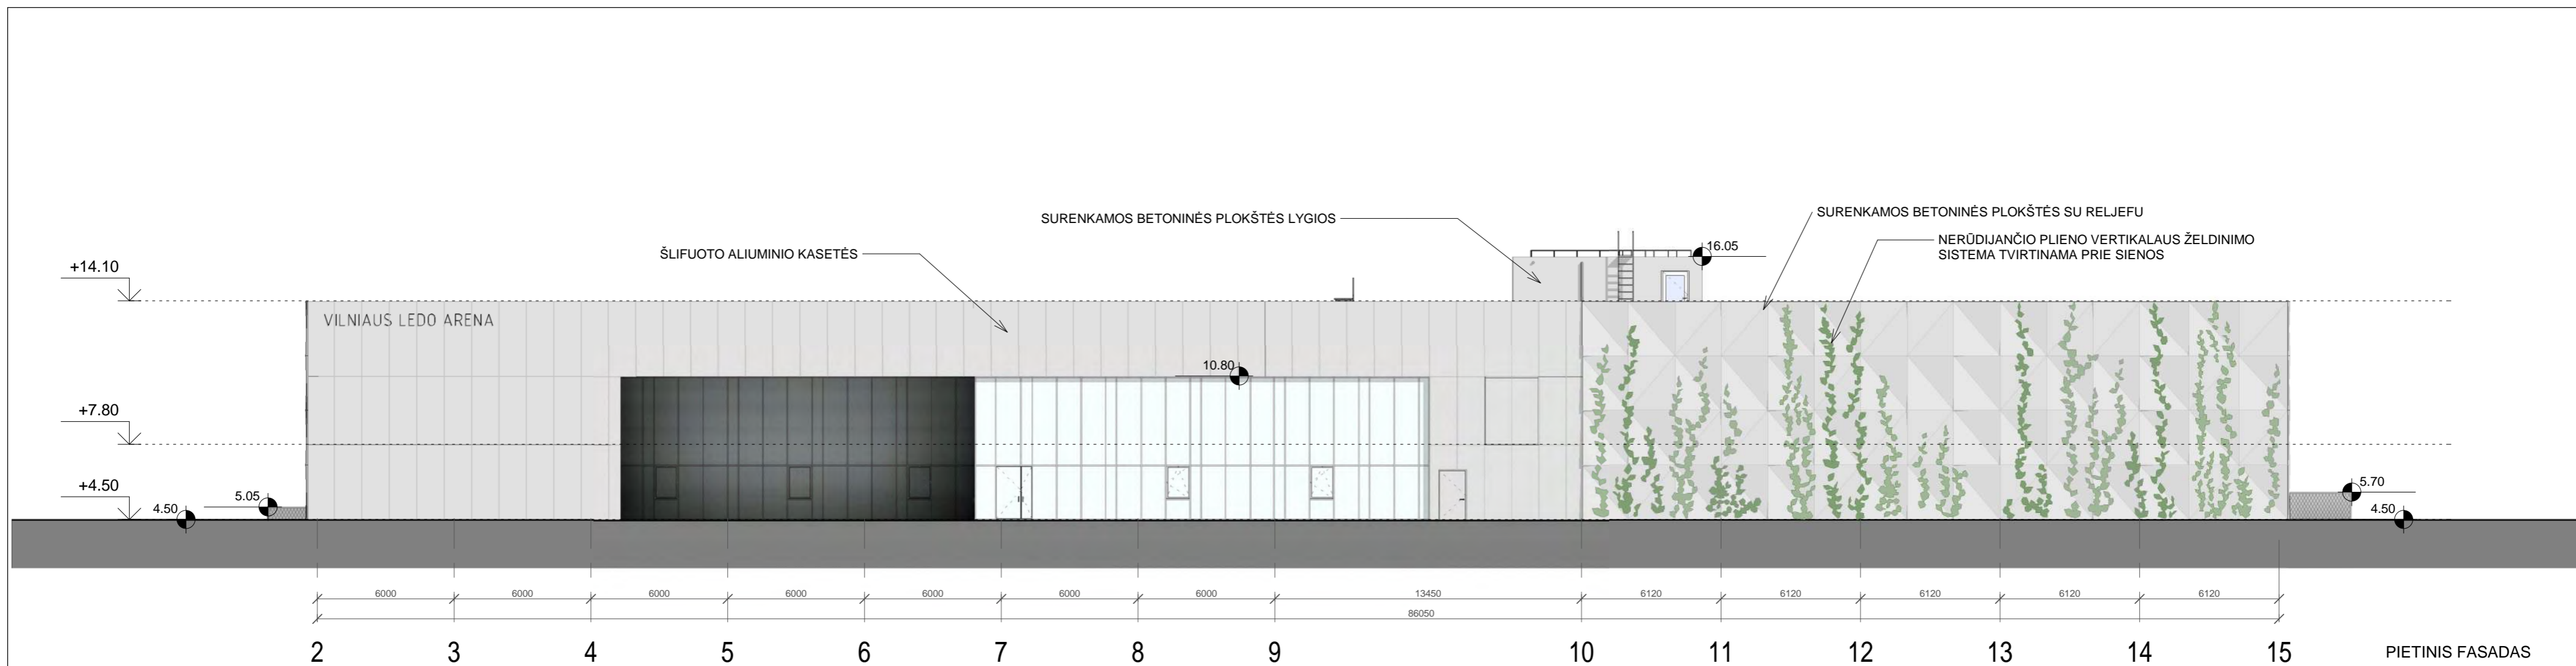 SURENKAMOS BETONINĖS PLOKŠTĖS SU RELJEFU
SURENKAMOS BETONINĖS PLOKŠTĖS LYGIOS
NERŪDIJANČIO PLIENO VERTIKALAUS ŽELDINIMO
SISTEMA TVIRTINAMA PRIE SIENOS
ŠLIFUOTO ALIUMINIO KASETĖS
16.05
+14.10
VILNIAUS LEDO ARENA
10.80
+7.80
+4.50
5.05
4.50
5.70
4.50
6000 6000 6000 6000 6000 6000 6000 13450 6120 6120 6120 6120 6120
86050
2 3 4 5 6 7 8 9 10 11 12 13 14 15
PIETINIS FASADAS